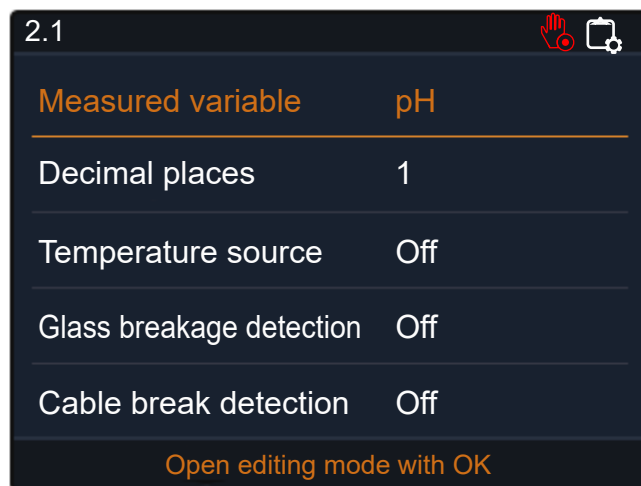 2.1
Measured variable pH
Decimal places 1
Temperature source Off
Glass breakage detection Off
Cable break detection Off
Open editing mode with OK